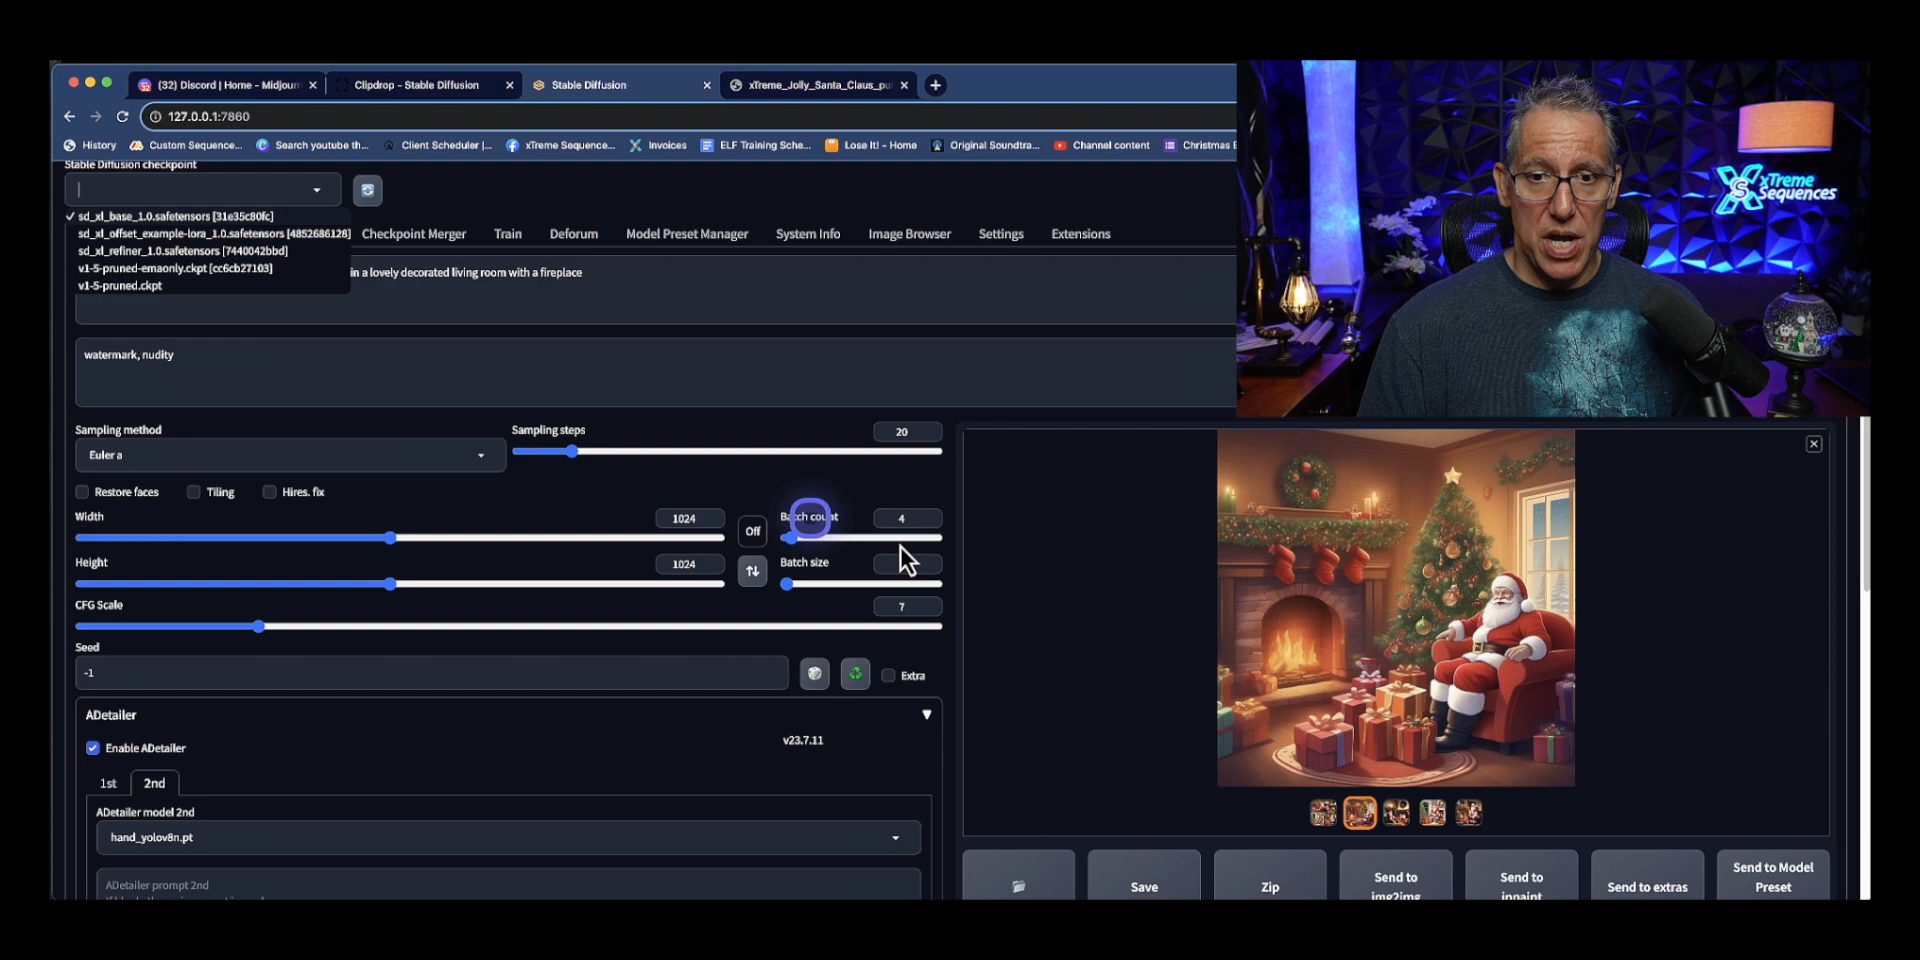 (32) Discord | Home - Midjourn
Clipdrop - Stable Diffusion
Stable Diffusion
xTreme_Jolly_Santa_Claus_pu
127.0.0.1:7860
History
Custom Sequence...
Search youtube th...
Client Scheduler |...
xTreme Sequence...
Invoices
ELF Training Sche...
Lose It! - Home
Original Soundtra...
Channel content
Christmas E
Stable Diffusion checkpoint
sd_xl_base_1.0.safetensors [31e35c80fc]
sd_xl_offset_example-lora_1.0.safetensors [4852686128]
sd_xl_refiner_1.0.safetensors [7440042bbd]
v1-5-pruned-emaonly.ckpt [cc6cb27103]
v1-5-pruned.ckpt
Checkpoint Merger
Train
Deforum
Model Preset Manager
System Info
Image Browser
Settings
Extensions
in a lovely decorated living room with a fireplace
watermark, nudity
Sampling method
Euler a
Sampling steps
20
Restore faces
Tiling
Hires. fix
Width
1024
Off
Batch count
4
Height
1024
Batch size
CFG Scale
7
Seed
-1
Extra
ADetailer
v23.7.11
Enable ADetailer
1st
2nd
ADetailer model 2nd
hand_yolov8n.pt
ADetailer prompt 2nd
Save
Zip
Send to
img2img
Send to
inpaint
Send to extras
Send to Model
Preset
xTreme
Sequences